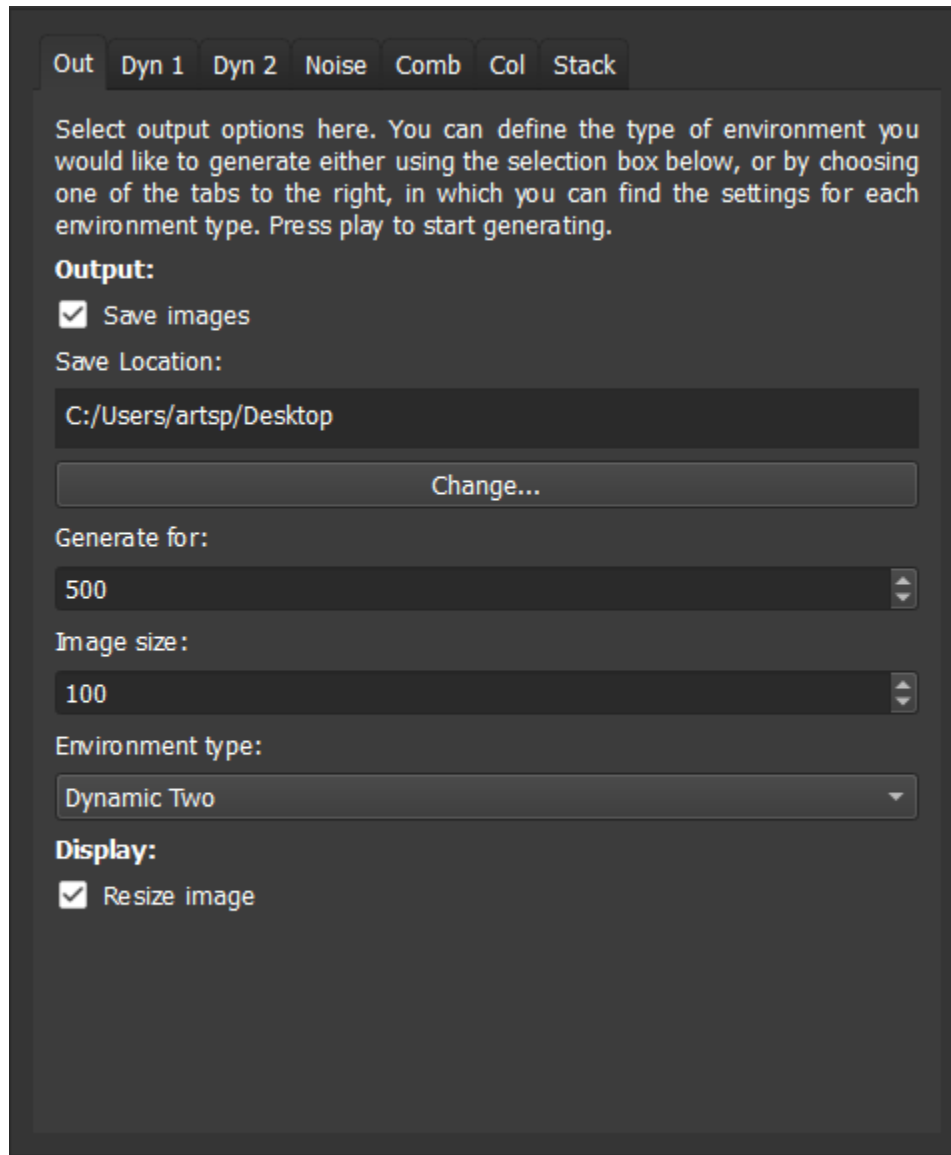 Out Dyn 1 Dyn 2 Noise Comb Col Stack
Select output options here. You can define the type of environment you
would like to generate either using the selection box below, or by choosing
one of the tabs to the right, in which you can find the settings for each
environment type. Press play to start generating.
Output:
Save images
Save Location:
C:/Users/artsp/Desktop
Change...
Generate for:
500
Image size:
100
Environment type:
Dynamic Two
Display:
Resize image